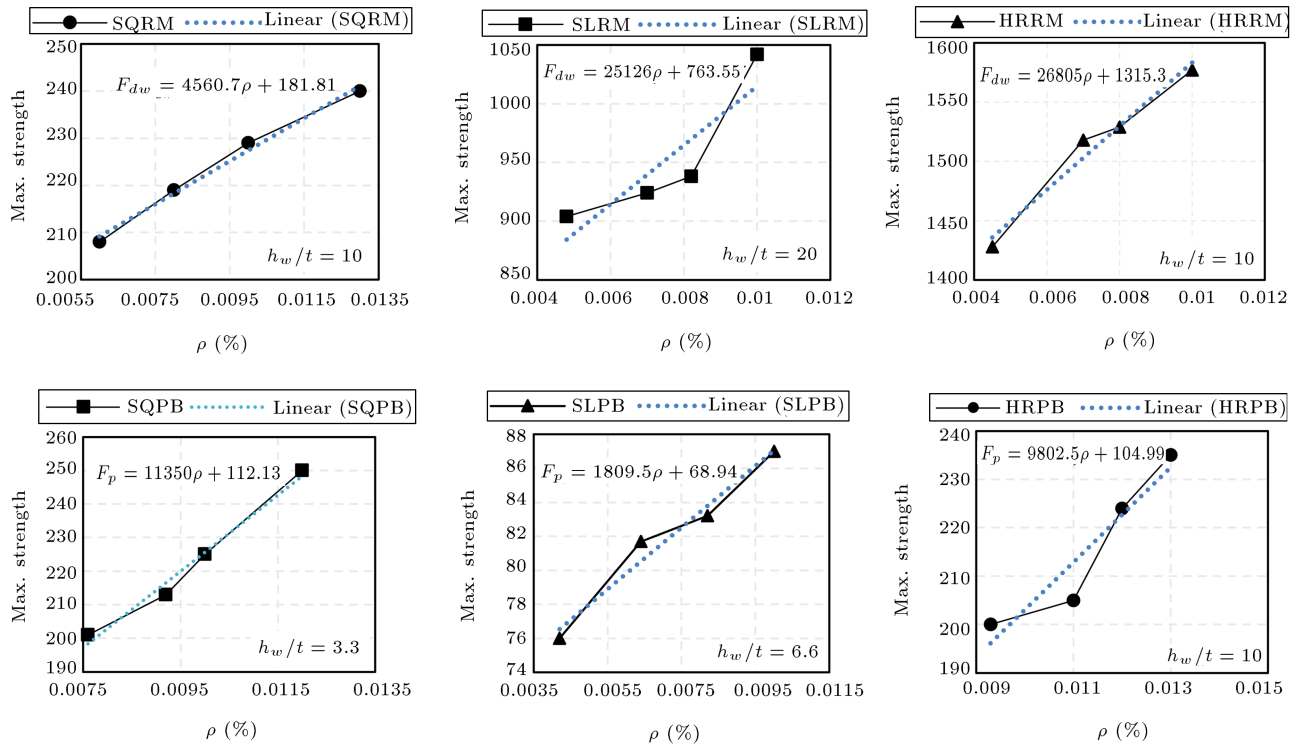 SQRM Linear (SQRM)
250
240
230
220
210
200
Max. strength
F_dw = 4560.7ρ + 181.81
h_w/t = 10
0.0055 0.0075 0.0095 0.0115 0.0135
ρ (%)
SLRM Linear (SLRM)
1050
1000
950
900
850
Max. strength
F_dw = 25126ρ + 763.55
h_w/t = 20
0.004 0.006 0.008 0.01 0.012
ρ (%)
HRRM Linear (HRRM)
1600
1550
1500
1450
1400
Max. strength
F_dw = 26805ρ + 1315.3
h_w/t = 10
0.004 0.006 0.008 0.01 0.012
ρ (%)
SQPB Linear (SQPB)
260
250
240
230
220
210
200
190
Max. strength
F_p = 11350ρ + 112.13
h_w/t = 3.3
0.0075 0.0095 0.0115 0.0135
ρ (%)
SLPB Linear (SLPB)
88
86
84
82
80
78
76
74
Max. strength
F_p = 1809.5ρ + 68.94
h_w/t = 6.6
0.0035 0.0055 0.0075 0.0095 0.0115
ρ (%)
HRPB Linear (HRPB)
240
230
220
210
200
190
Max. strength
F_p = 9802.5ρ + 104.99
h_w/t = 10
0.009 0.011 0.013 0.015
ρ (%)